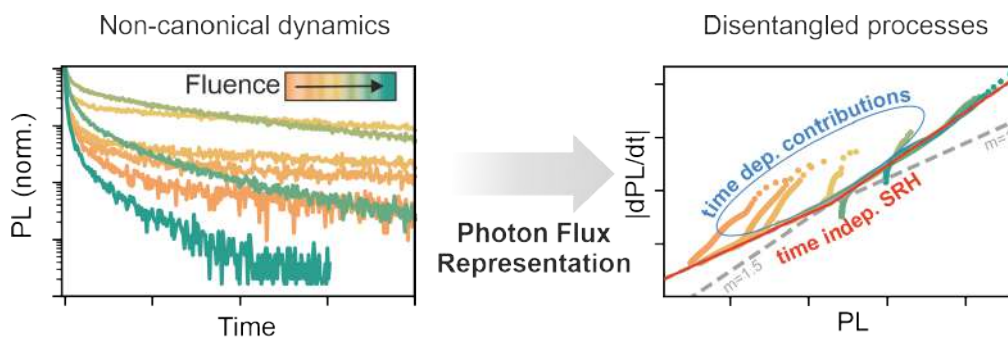 Non-canonical dynamics
Disentangled processes
Fluence
PL (norm.)
Time
Photon Flux
Representation
time dep. contributions
time indep. SRH
m=1.5
m=
|dPL/dt|
PL